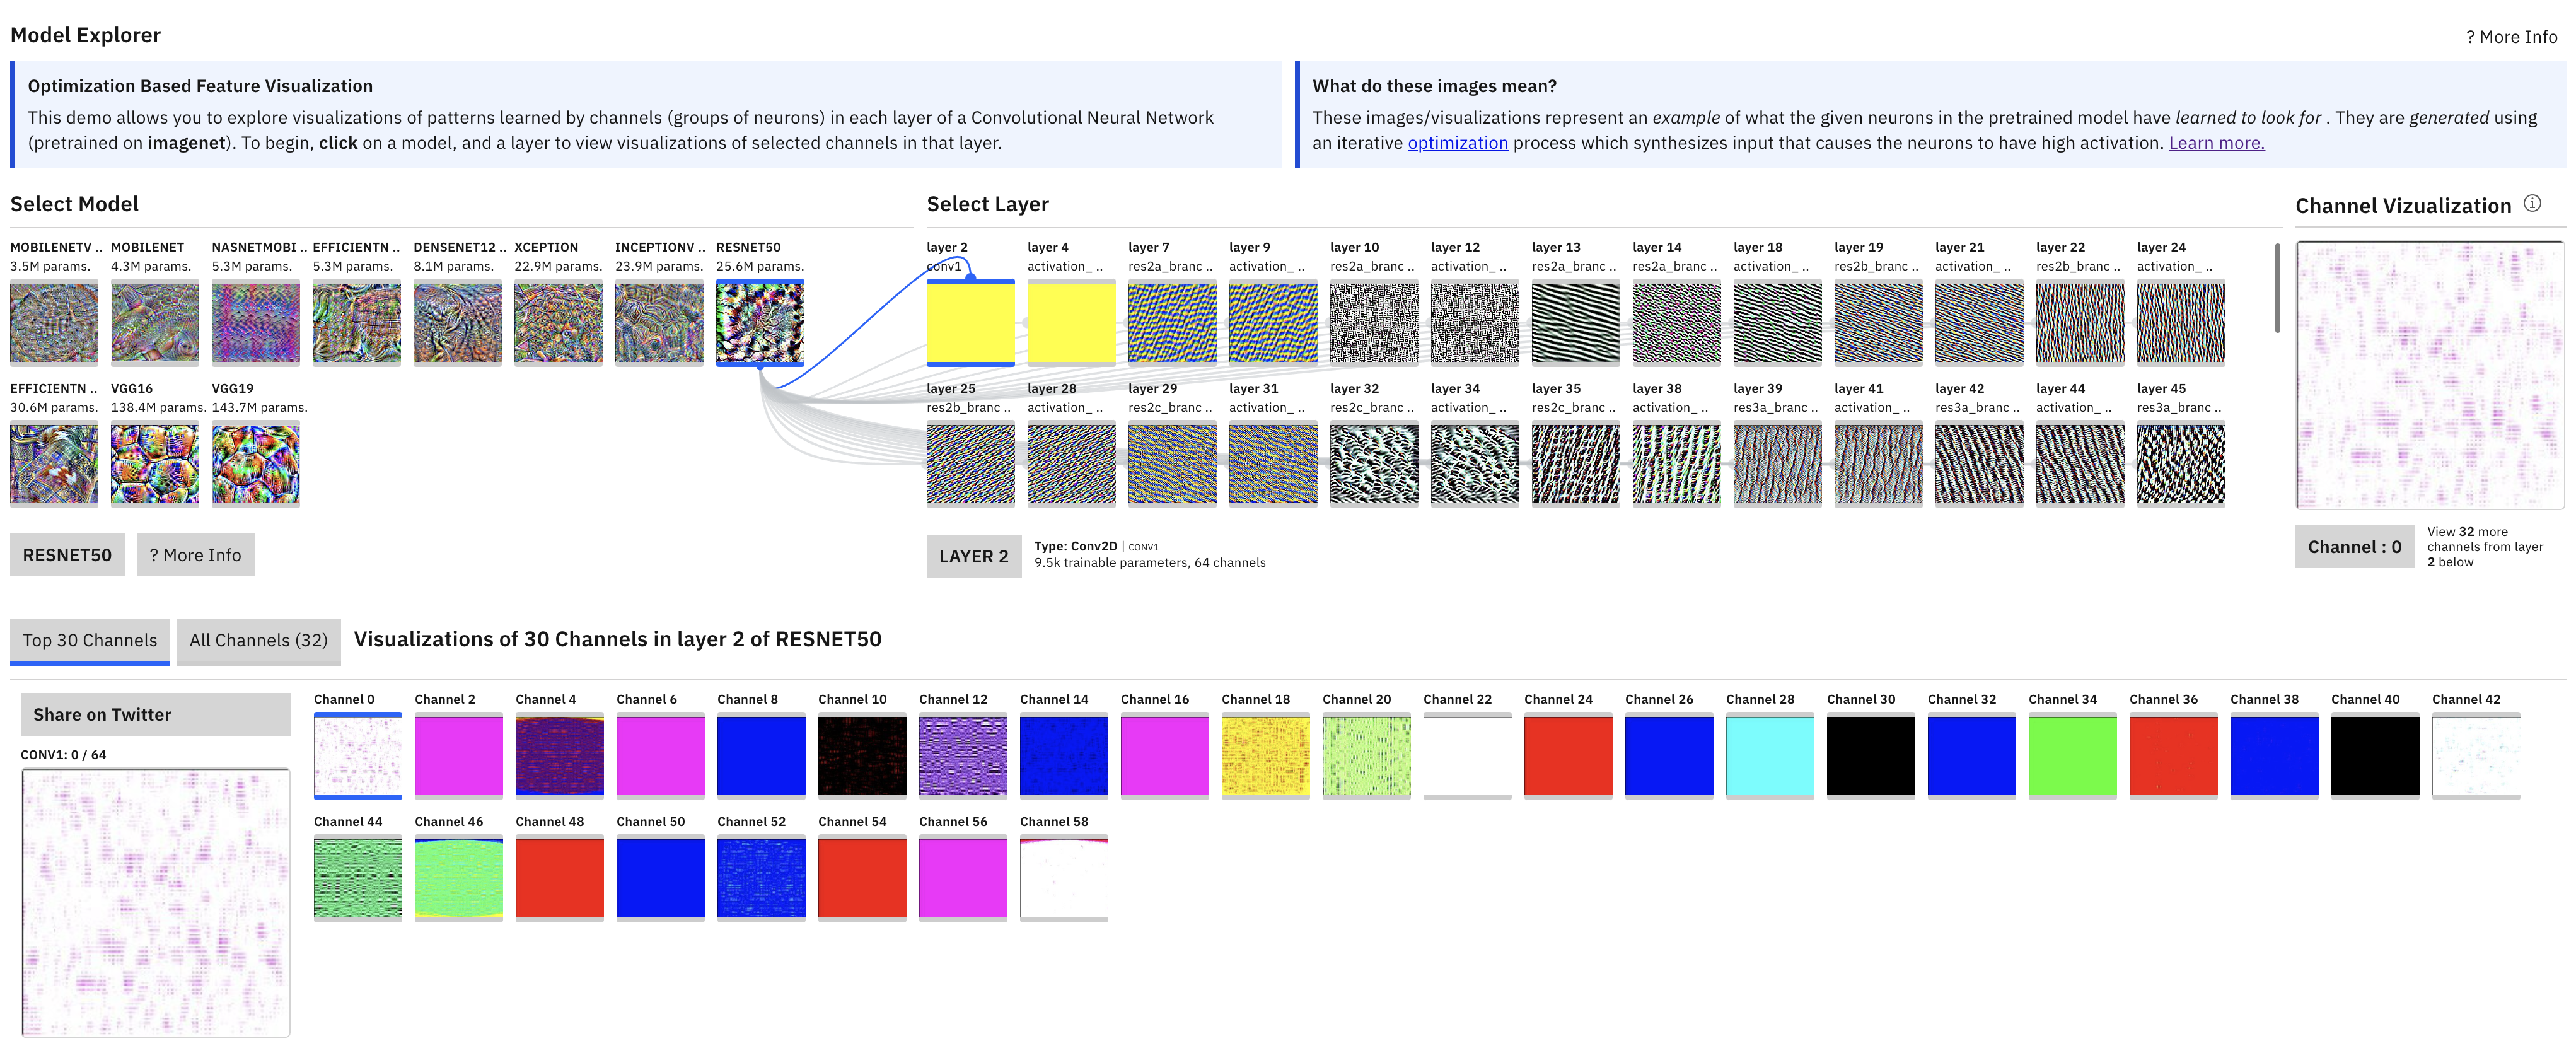 Model Explorer
? More Info
Optimization Based Feature Visualization
This demo allows you to explore visualizations of patterns learned by channels (groups of neurons) in each layer of a Convolutional Neural Network
(pretrained on imagenet). To begin, click on a model, and a layer to view visualizations of selected channels in that layer.
What do these images mean?
These images/visualizations represent an example of what the given neurons in the pretrained model have learned to look for . They are generated using
an iterative optimization process which synthesizes input that causes the neurons to have high activation. Learn more.
Select Model
MOBILENETV .. MOBILENET NASNETMOBI .. EFFICIENTN .. DENSENET12 .. XCEPTION INCEPTIONV .. RESNET50
3.5M params. 4.3M params. 5.3M params. 5.3M params. 8.1M params. 22.9M params. 23.9M params. 25.6M params.
EFFICIENTN .. VGG16 VGG19
30.6M params. 138.4M params. 143.7M params.
RESNET50 ? More Info
Select Layer
layer 2 layer 4 layer 7 layer 9 layer 10 layer 12 layer 13 layer 14 layer 18 layer 19 layer 21 layer 22 layer 24
conv1 activation_ .. res2a_branc .. activation_ .. res2a_branc .. activation_ .. res2a_branc .. res2a_branc .. activation_ .. res2b_branc .. activation_ .. res2b_branc .. activation_ ..
layer 25 layer 28 layer 29 layer 31 layer 32 layer 34 layer 35 layer 38 layer 39 layer 41 layer 42 layer 44 layer 45
res2b_branc .. activation_ .. res2c_branc .. activation_ .. res2c_branc .. activation_ .. res2c_branc .. activation_ .. res3a_branc .. activation_ .. res3a_branc .. activation_ .. res3a_branc ..
LAYER 2
Type: Conv2D | CONV1
9.5k trainable parameters, 64 channels
Channel Vizualization
Channel : 0
View 32 more
channels from layer
2 below
Top 30 Channels All Channels (32) Visualizations of 30 Channels in layer 2 of RESNET50
Share on Twitter
CONV1: 0 / 64
Channel 0 Channel 2 Channel 4 Channel 6 Channel 8 Channel 10 Channel 12 Channel 14 Channel 16 Channel 18 Channel 20 Channel 22 Channel 24 Channel 26 Channel 28 Channel 30 Channel 32 Channel 34 Channel 36 Channel 38 Channel 40 Channel 42
Channel 44 Channel 46 Channel 48 Channel 50 Channel 52 Channel 54 Channel 56 Channel 58